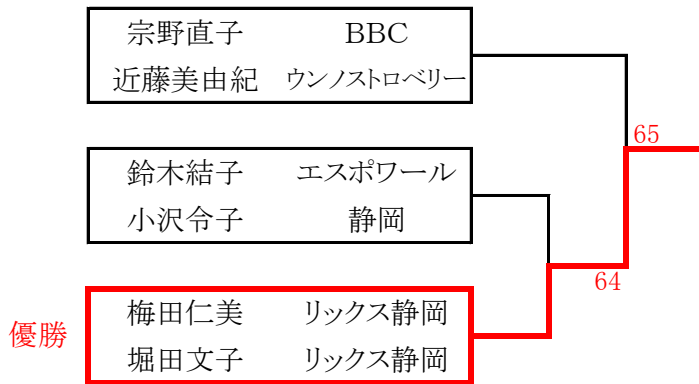 宗野直子 BBC
近藤美由紀 ウンノストロベリー
65
鈴木結子 エスポワール
小沢令子 静岡
64
優勝
梅田仁美 リックス静岡
堀田文子 リックス静岡